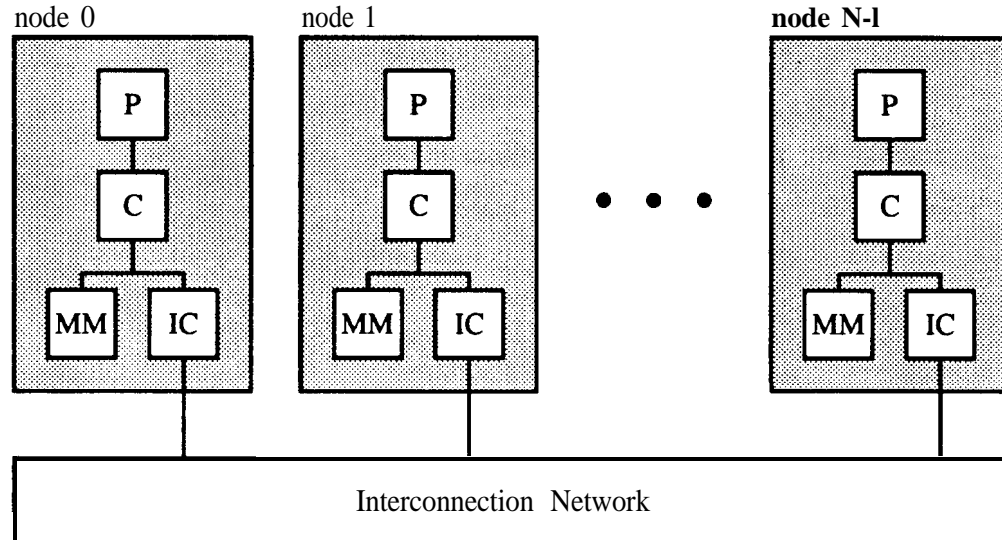 node 0 node 1 node N-l
P P P
C C C
MM IC MM IC MM IC
Interconnection Network